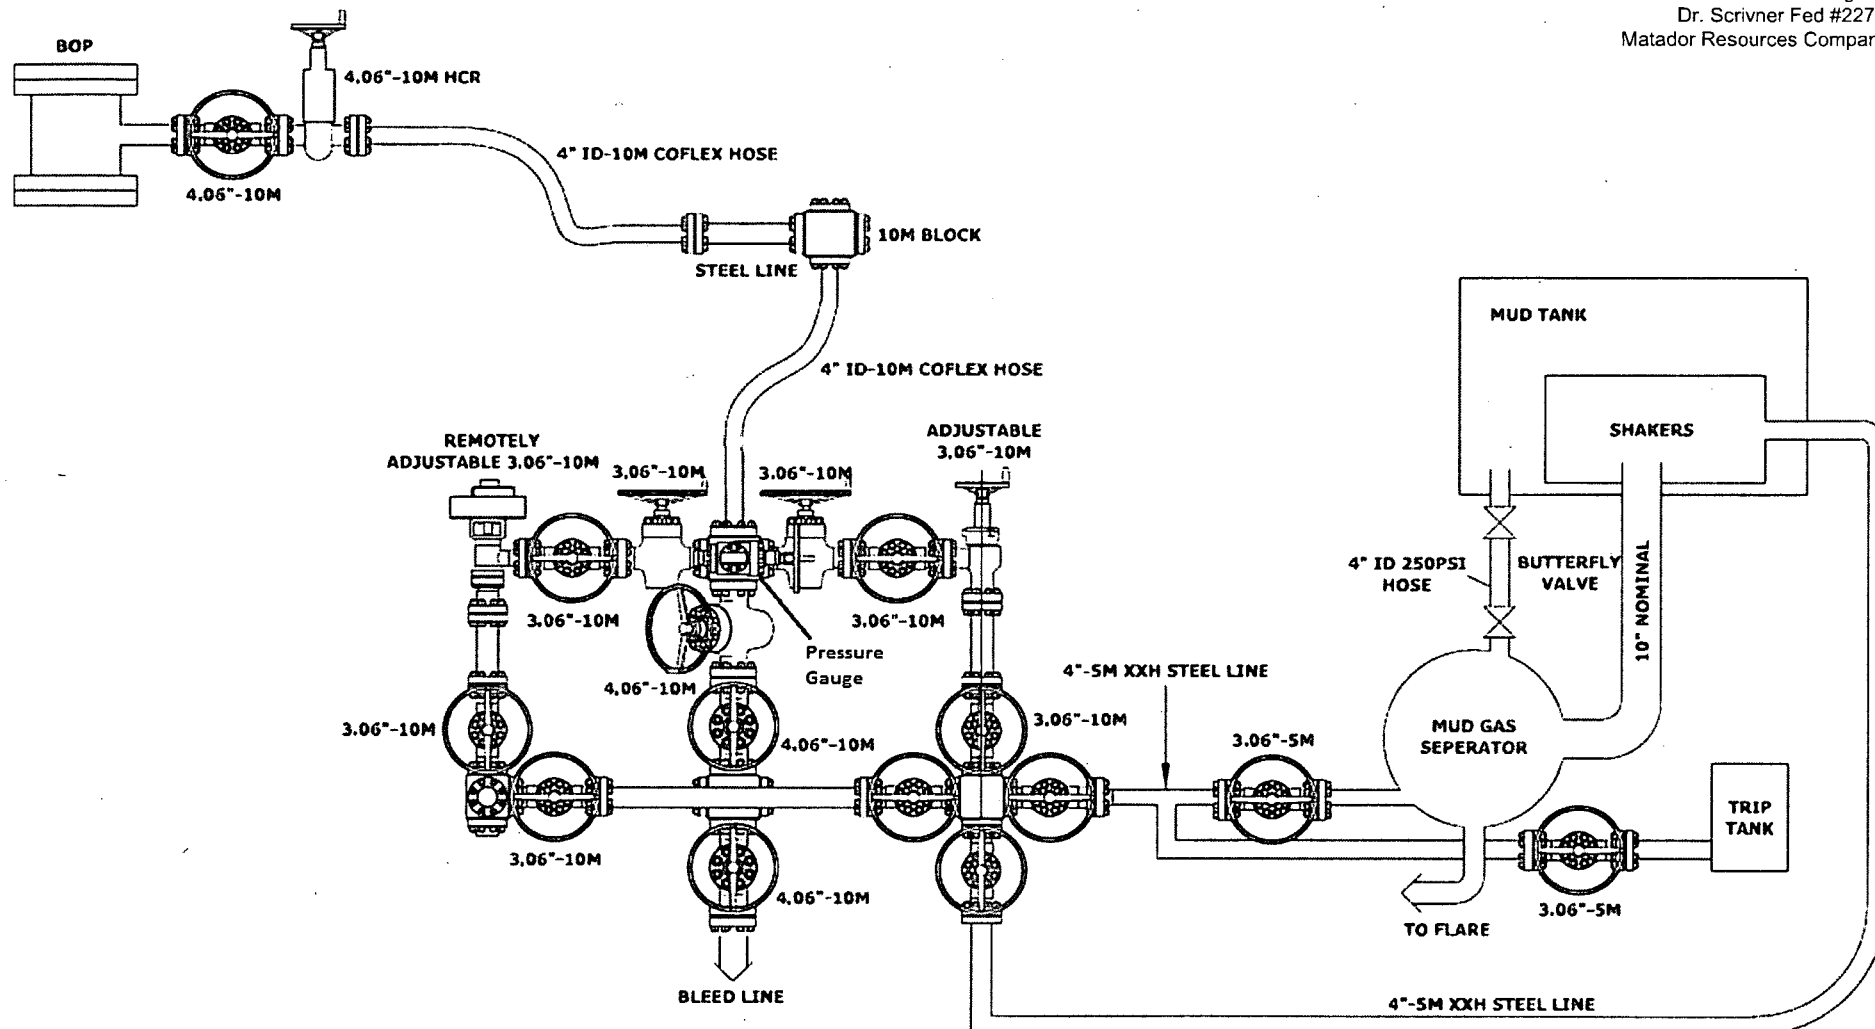 Dr. Scrivner Fed #227
Matador Resources Compan
BOP
4.06"-10M HCR
4.06"-10M
4" ID-10M COFLEX HOSE
10M BLOCK
STEEL LINE
4" ID-10M COFLEX HOSE
MUD TANK
SHAKERS
REMOTELY
ADJUSTABLE 3.06"-10M
3.06"-10M
3.06"-10M
ADJUSTABLE
3.06"-10M
4" ID 250PSI
HOSE
BUTTERFLY
VALVE
10" NOMINAL
3.06"-10M
3.06"-10M
Pressure
Gauge
4.06"-10M
4"-5M XXH STEEL LINE
3.06"-10M
4.06"-10M
3.06"-10M
3.06"-5M
MUD GAS
SEPERATOR
TRIP
TANK
3.06"-10M
4.06"-10M
3.06"-5M
TO FLARE
BLEED LINE
4"-5M XXH STEEL LINE